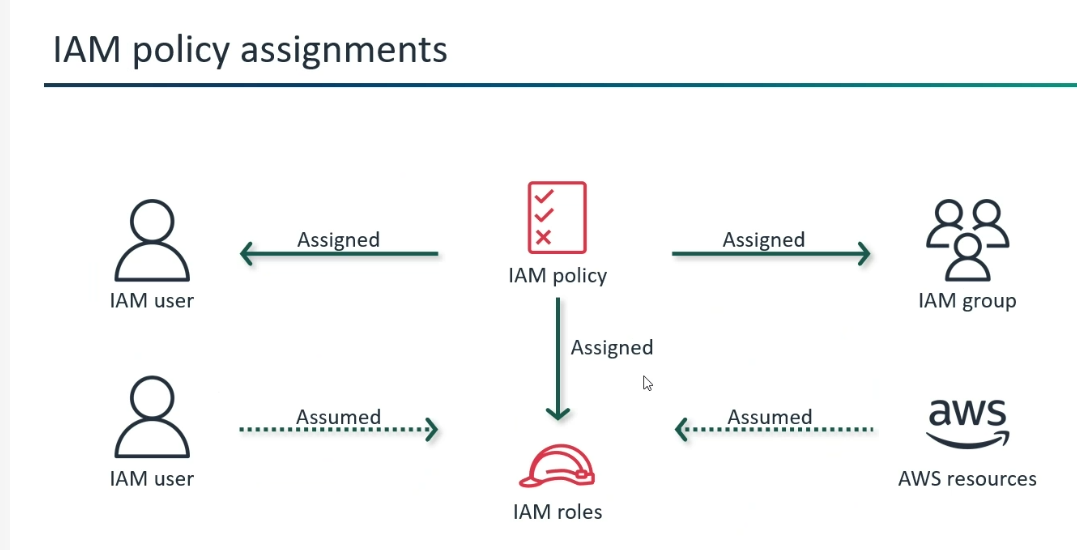 IAM policy assignments
Assigned
Assigned
IAM user
IAM policy
IAM group
Assigned
Assumed
Assumed
aws
IAM user
IAM roles
AWS resources